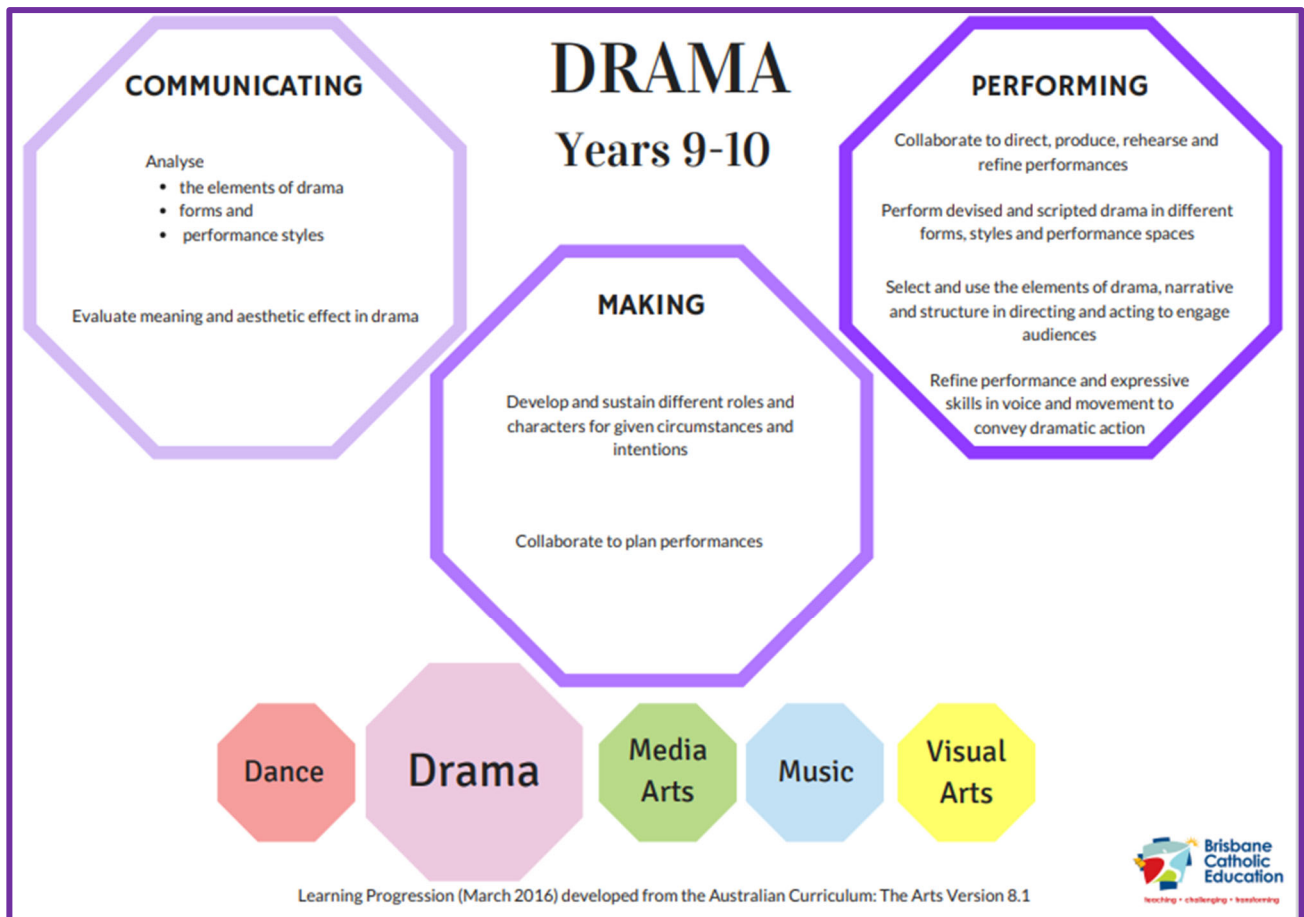 DRAMA
Years 9-10
COMMUNICATING
Analyse
• the elements of drama
• forms and
• performance styles
Evaluate meaning and aesthetic effect in drama
MAKING
Develop and sustain different roles and
characters for given circumstances and
intentions
Collaborate to plan performances
PERFORMING
Collaborate to direct, produce, rehearse and
refine performances
Perform devised and scripted drama in different
forms, styles and performance spaces
Select and use the elements of drama, narrative
and structure in directing and acting to engage
audiences
Refine performance and expressive
skills in voice and movement to
convey dramatic action
Dance
Drama
Media
Arts
Music
Visual
Arts
Learning Progression (March 2016) developed from the Australian Curriculum: The Arts Version 8.1
Brisbane
Catholic
Education
teaching • challenging • transforming